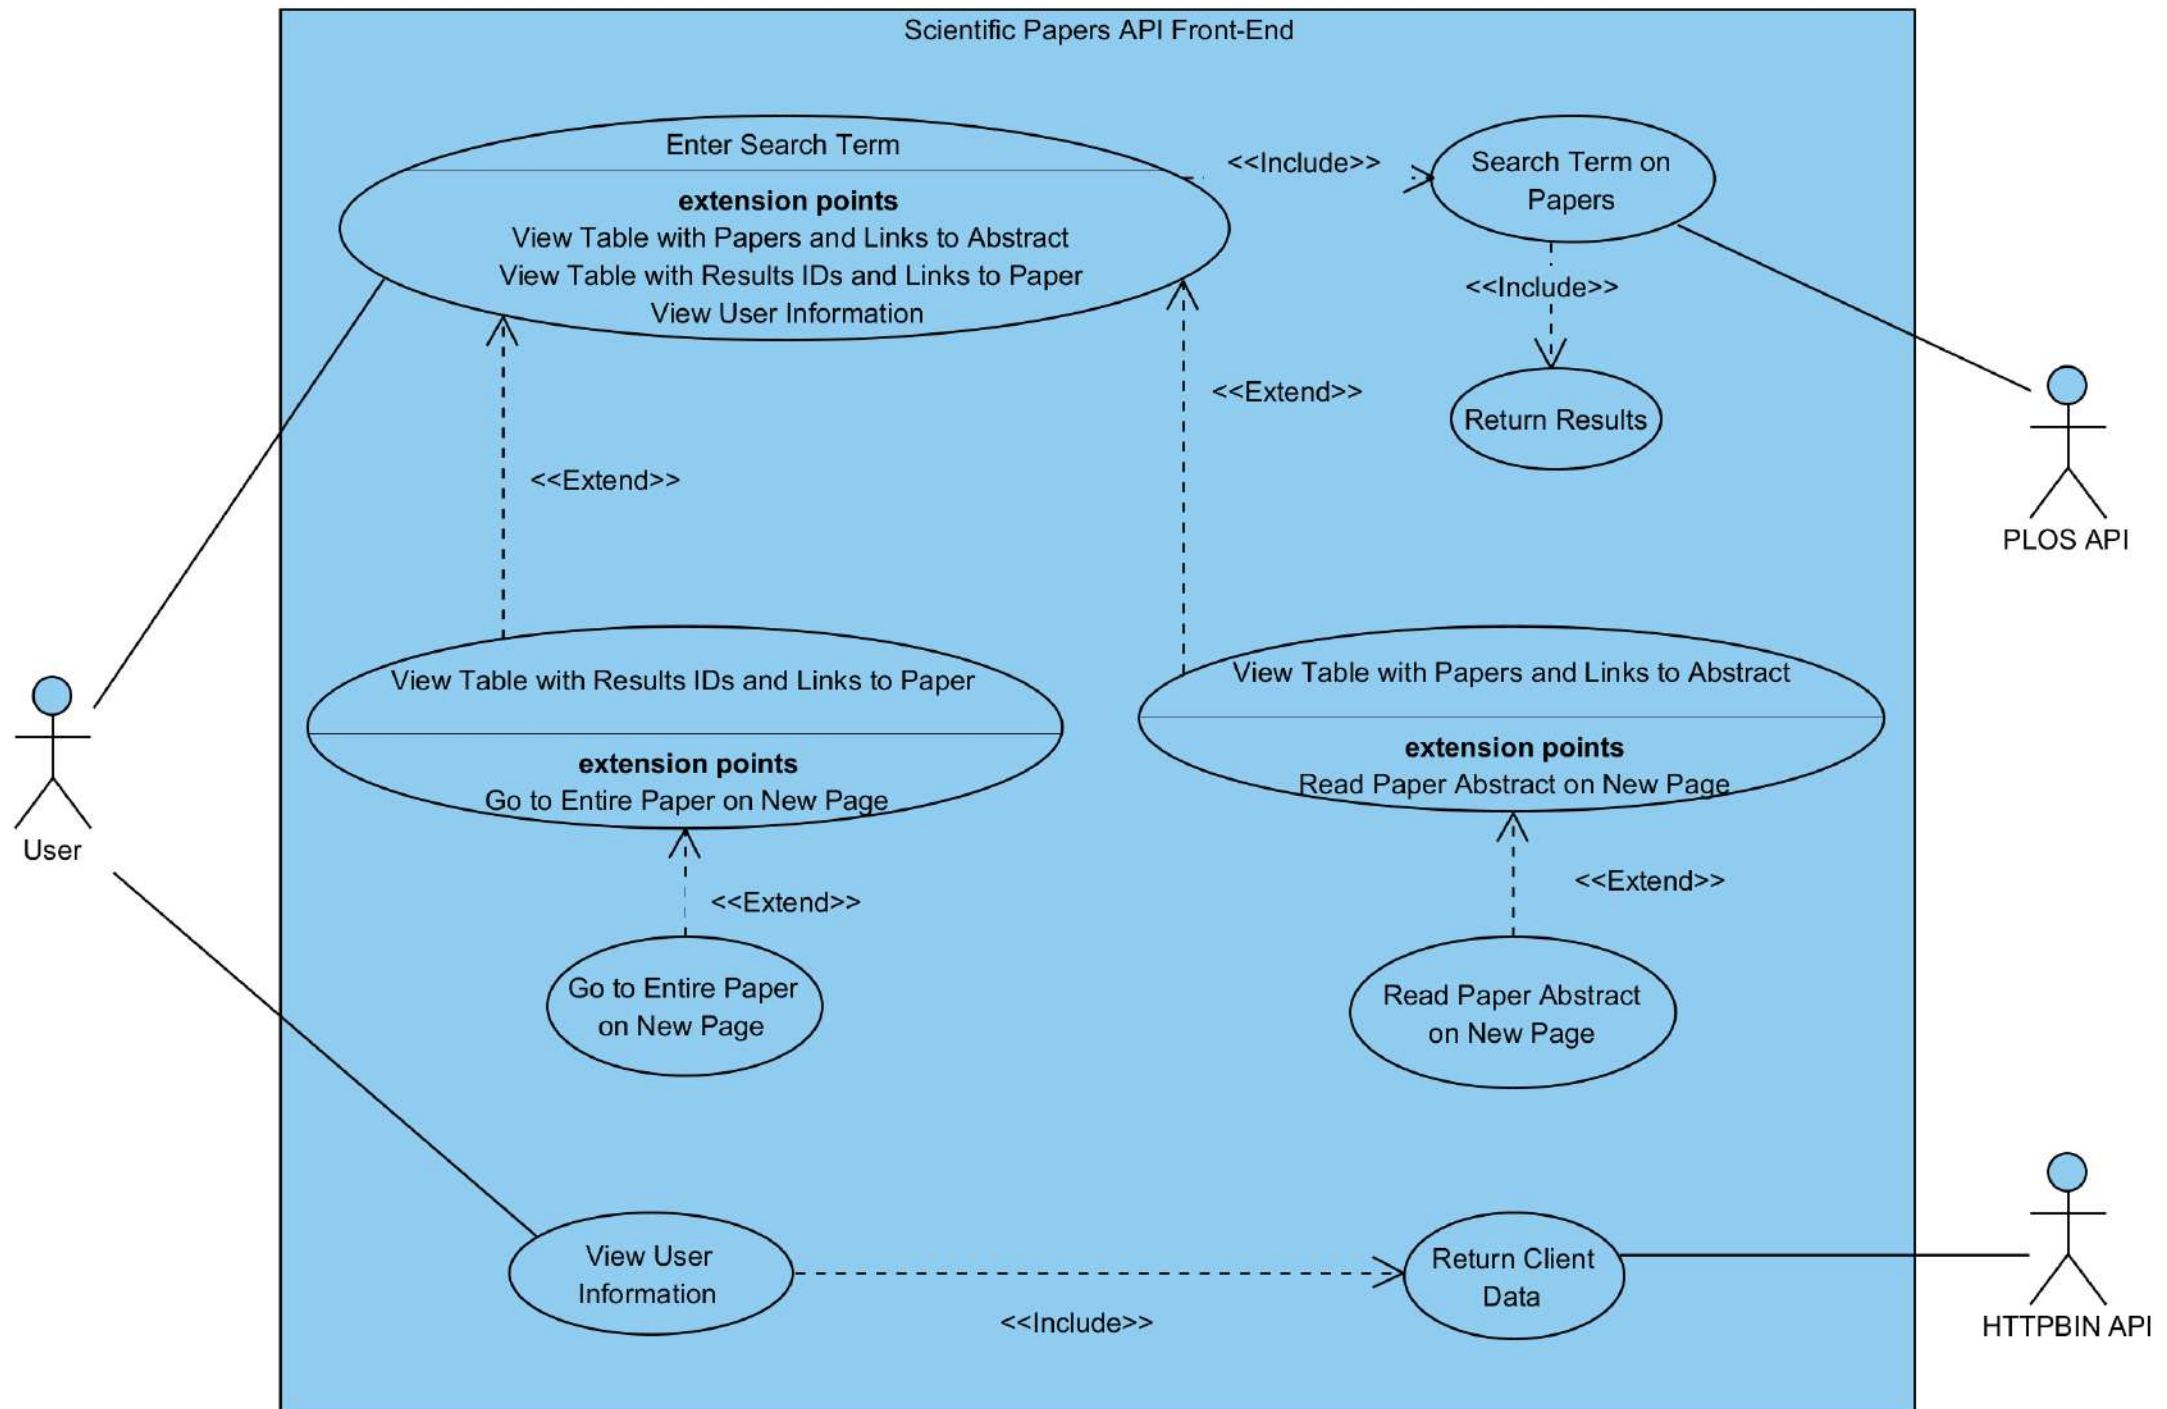 Scientific Papers API Front-End
Enter Search Term
extension points
View Table with Papers and Links to Abstract
View Table with Results IDs and Links to Paper
View User Information
<<Include>>
Search Term on
Papers
<<Include>>
Return Results
<<Extend>>
<<Extend>>
PLOS API
View Table with Results IDs and Links to Paper
extension points
Go to Entire Paper on New Page
View Table with Papers and Links to Abstract
extension points
Read Paper Abstract on New Page
User
<<Extend>>
<<Extend>>
Go to Entire Paper
on New Page
Read Paper Abstract
on New Page
View User
Information
<<Include>>
Return Client
Data
HTTPBIN API